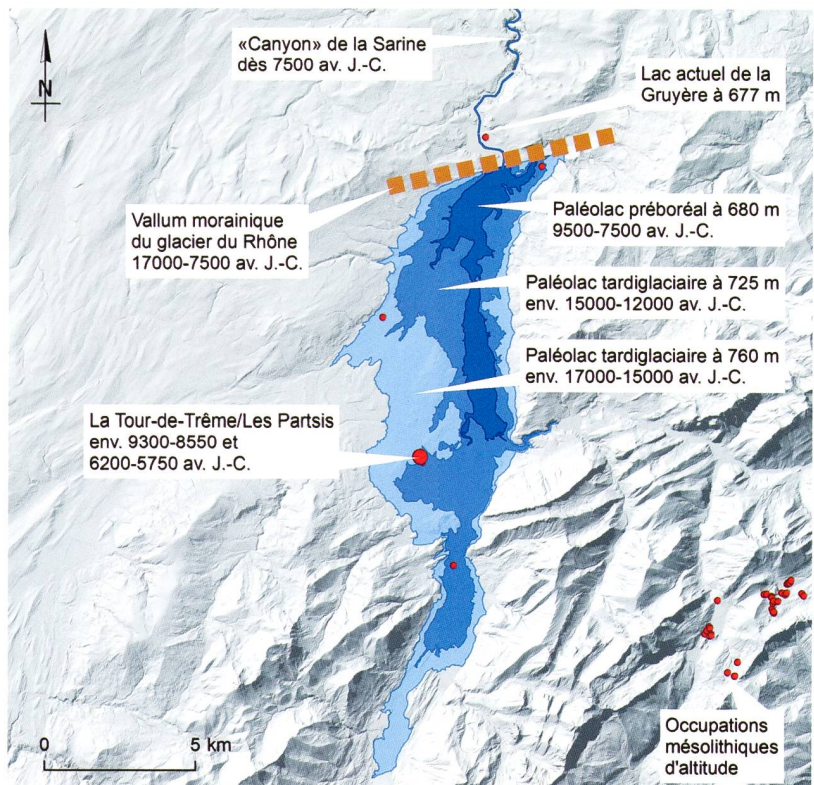 «Canyon» de la Sarine
dès 7500 av. J.-C.
N
Lac actuel de la
Gruyère à 677 m
Vallum morainique
du glacier du Rhône
17000-7500 av. J.-C.
Paléolac préboréal à 680 m
9500-7500 av. J.-C.
Paléolac tardiglaciaire à 725 m
env. 15000-12000 av. J.-C.
Paléolac tardiglaciaire à 760 m
env. 17000-15000 av. J.-C.
La Tour-de-Trême/Les Partsis
env. 9300-8550 et
6200-5750 av. J.-C.
Occupations
mésolithiques
d'altitude
0 5 km